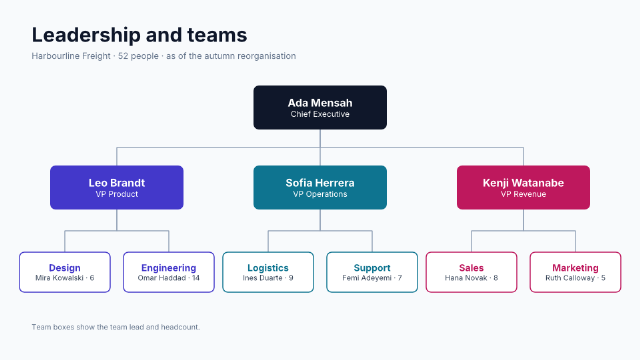 Leadership and teams
Harbourline Freight · 52 people · as of the autumn reorganisation
Ada Mensah
Chief Executive
Leo Brandt
VP Product
Sofia Herrera
VP Operations
Kenji Watanabe
VP Revenue
Design
Mira Kowalski · 6
Engineering
Omar Haddad · 14
Logistics
Ines Duarte · 9
Support
Femi Adeyemi · 7
Sales
Hana Novak · 8
Marketing
Ruth Calloway · 5
Team boxes show the team lead and headcount.